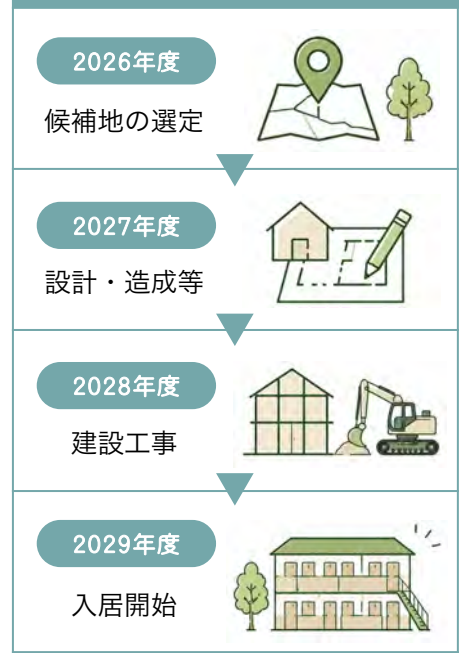 2026年度
候補地の選定
2027年度
設計・造成等
2028年度
建設工事
2029年度
入居開始